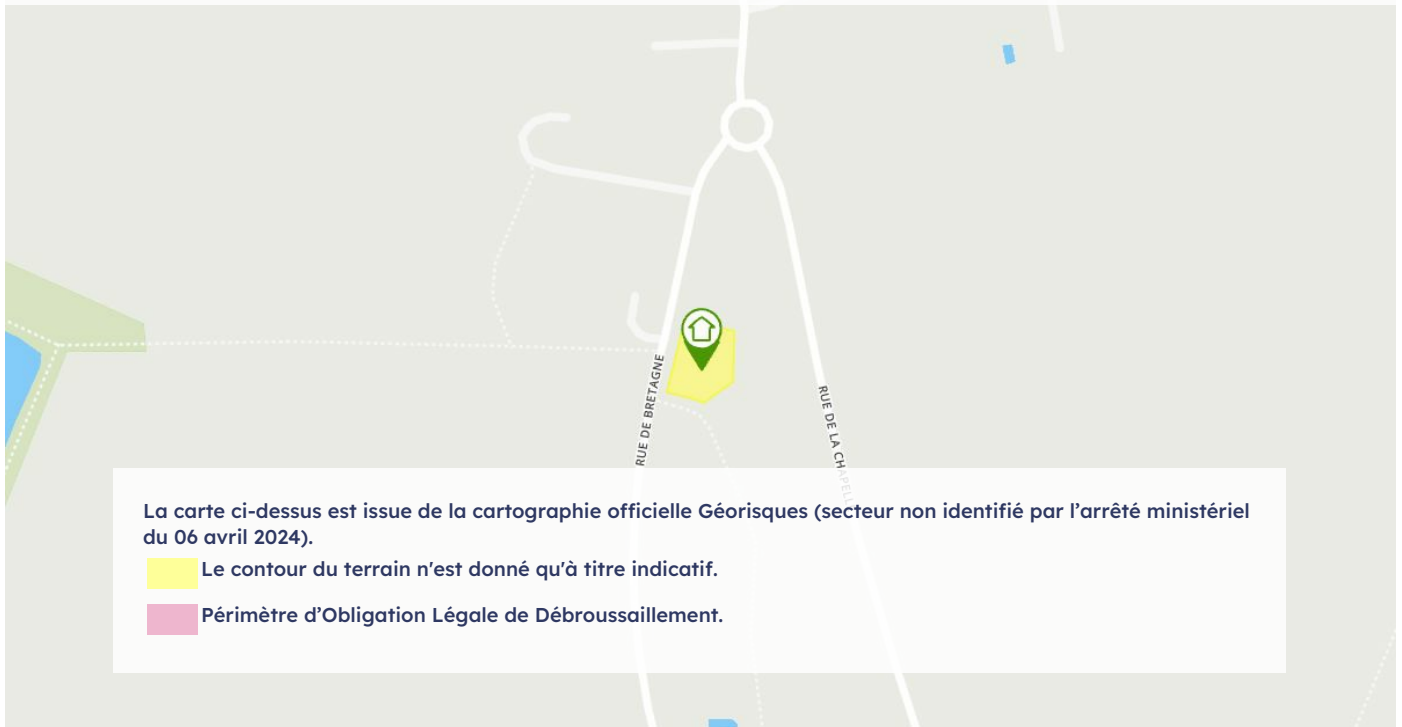 RUE DE BRETAGNE
RUE DE LA CHAPELLE
La carte ci-dessus est issue de la cartographie officielle Géorisques (secteur non identifié par l’arrêté ministériel
du 06 avril 2024).
Le contour du terrain n'est donné qu'à titre indicatif.
Périmètre d’Obligation Légale de Débroussaillement.